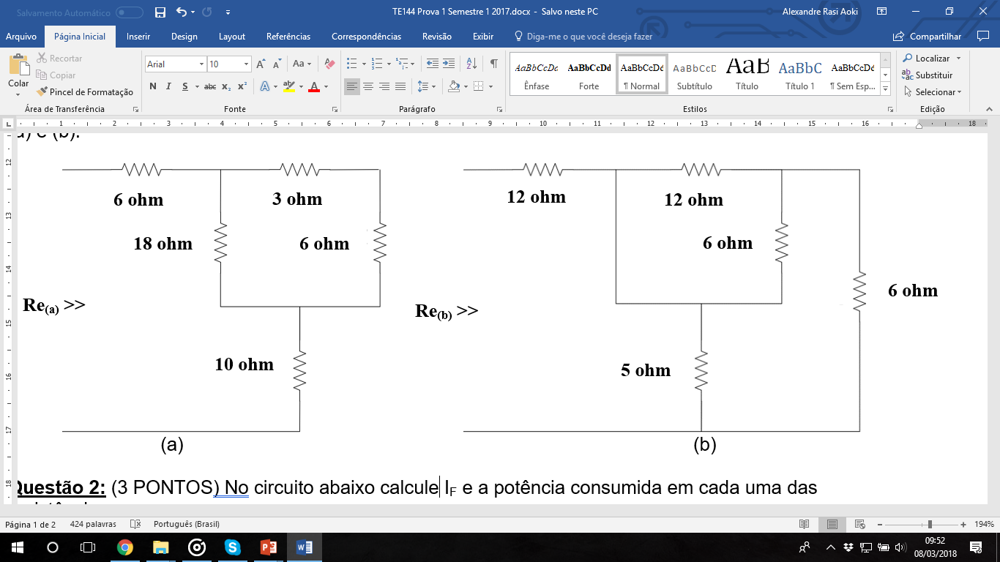 Salvamento Automático
TE144 Prova 1 Semestre 1 2017.docx - Salvo neste PC
Alexandre Rasi Aoki
Arquivo Página Inicial Inserir Design Layout Referências Correspondências Revisão Exibir Diga-me o que você deseja fazer Compartilhar
Colar
Recortar
Copiar
Pincel de Formatação
Área de Transferência
Arial 10 A A Aa
N I S abc x₂ x² A ab A
Fonte
Parágrafo
AaBbCcDc AaBbCcDd AaBbCcDd AaBbCcD AaB AaBbC AaBbCcDd
Ênfase Forte ¶ Normal Subtítulo Título Título 1 ¶ Sem Esp...
Estilos
Localizar
Substituir
Selecionar
Edição
L 1 2 3 4 5 6 7 8 9 10 11 12 13 14 15 16 18
12
13
14
15
16
17
18
a) e (b).
6 ohm 3 ohm
18 ohm 6 ohm
Re(a) >>
10 ohm
(a)
12 ohm 12 ohm
6 ohm
6 ohm
Re(b) >>
5 ohm
(b)
Questão 2: (3 PONTOS) No circuito abaixo calcule IF e a potência consumida em cada uma das
Página 1 de 2 424 palavras Português (Brasil) 194%
09:52
08/03/2018